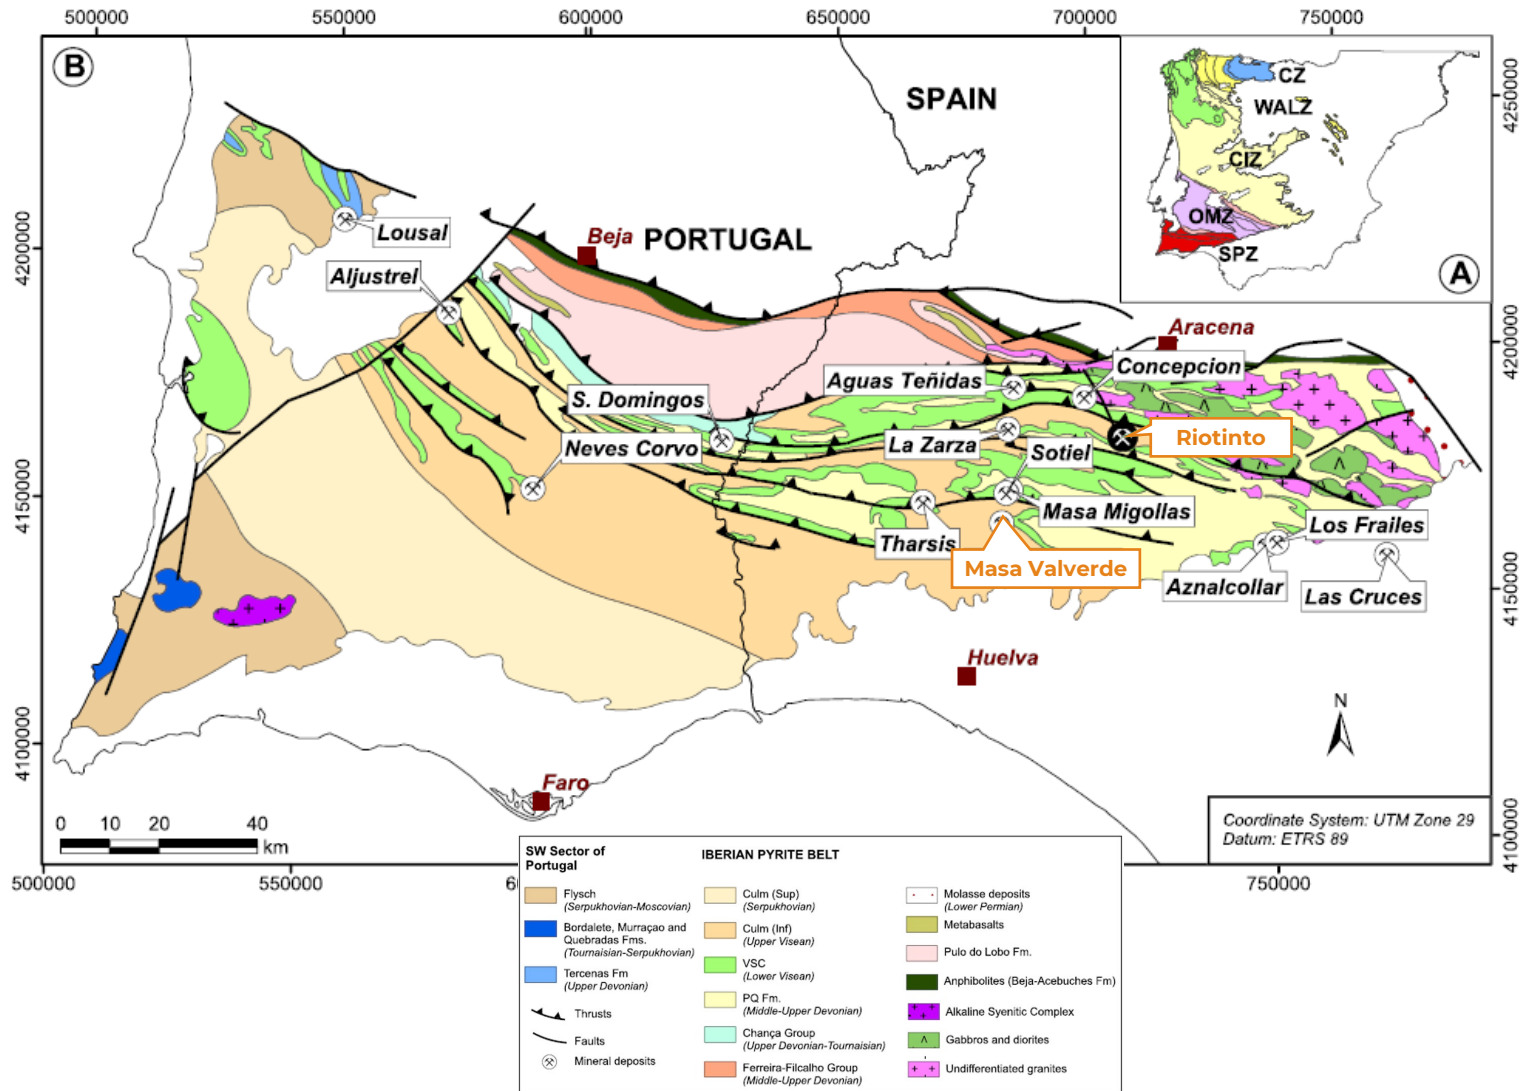 500000
550000
600000
650000
700000
750000
B
SPAIN
CZ
WALZ
CIZ
OMZ
SPZ
A
4250000
4200000
4200000
4150000
4150000
4100000
4100000
Lousal
Beja
PORTUGAL
Aljustrel
Aracena
Concepcion
Aguas Teñidas
S. Domingos
Riotinto
La Zarza
Sotiel
Neves Corvo
Masa Migollas
Los Frailes
Tharsis
Masa Valverde
Aznalcollar
Las Cruces
Huelva
N
Faro
0 10 20 40
km
Coordinate System: UTM Zone 29
Datum: ETRS 89
500000
550000
750000
SW Sector of
Portugal
Flysch
(Serpukhovian-Moscovian)
Bordalete, Murraçao and
Quebradas Fms.
(Tournaisian-Serpukhovian)
Tercenas Fm
(Upper Devonian)
Thrusts
Faults
Mineral deposits
IBERIAN PYRITE BELT
Culm (Sup)
(Serpukhovian)
Culm (Inf)
(Upper Visean)
VSC
(Lower Visean)
PQ Fm.
(Middle-Upper Devonian)
Chança Group
(Upper Devonian-Tournaisian)
Ferreira-Filcalho Group
(Middle-Upper Devonian)
Molasse deposits
(Lower Permian)
Metabasalts
Pulo do Lobo Fm.
Anphibolites (Beja-Acebuches Fm)
Alkaline Syenitic Complex
Gabbros and diorites
Undifferentiated granites